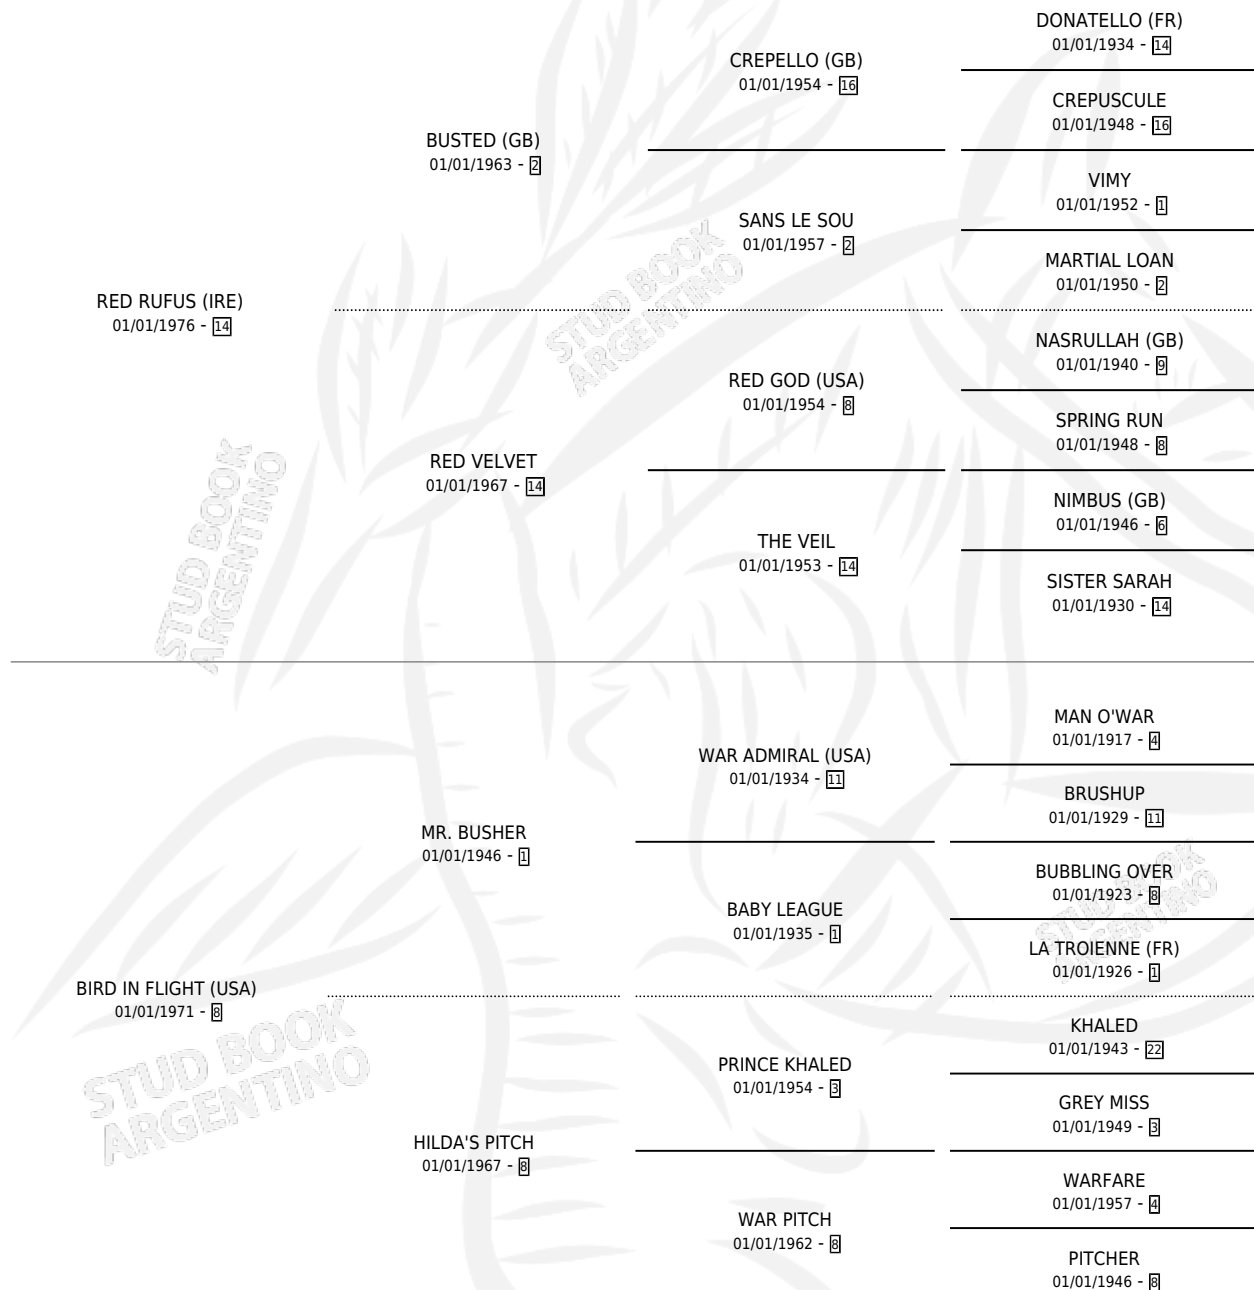 DONATELLO (FR)
01/01/1934 - 14
CREPELLO (GB)
01/01/1954 - 16
CREPUSCULE
01/01/1948 - 16
BUSTED (GB)
01/01/1963 - 2
VIMY
01/01/1952 - 1
SANS LE SOU
01/01/1957 - 2
MARTIAL LOAN
01/01/1950 - 2
RED RUFUS (IRE)
01/01/1976 - 14
NASRULLAH (GB)
01/01/1940 - 9
RED GOD (USA)
01/01/1954 - 8
SPRING RUN
01/01/1948 - 8
RED VELVET
01/01/1967 - 14
NIMBUS (GB)
01/01/1946 - 6
THE VEIL
01/01/1953 - 14
SISTER SARAH
01/01/1930 - 14
MAN O'WAR
01/01/1917 - 4
WAR ADMIRAL (USA)
01/01/1934 - 11
BRUSHUP
01/01/1929 - 11
MR. BUSHER
01/01/1946 - 1
BUBBLING OVER
01/01/1923 - 8
BABY LEAGUE
01/01/1935 - 1
LA TROIENNE (FR)
01/01/1926 - 1
BIRD IN FLIGHT (USA)
01/01/1971 - 8
KHALED
01/01/1943 - 22
PRINCE KHALED
01/01/1954 - 3
GREY MISS
01/01/1949 - 3
HILDA'S PITCH
01/01/1967 - 8
WARFARE
01/01/1957 - 4
WAR PITCH
01/01/1962 - 8
PITCHER
01/01/1946 - 8
STUD BOOK
ARGENTINO
STUD BOOK
ARGENTINO
STUD BOOK
ARGENTINO
STUD BOOK
ARGENTINO